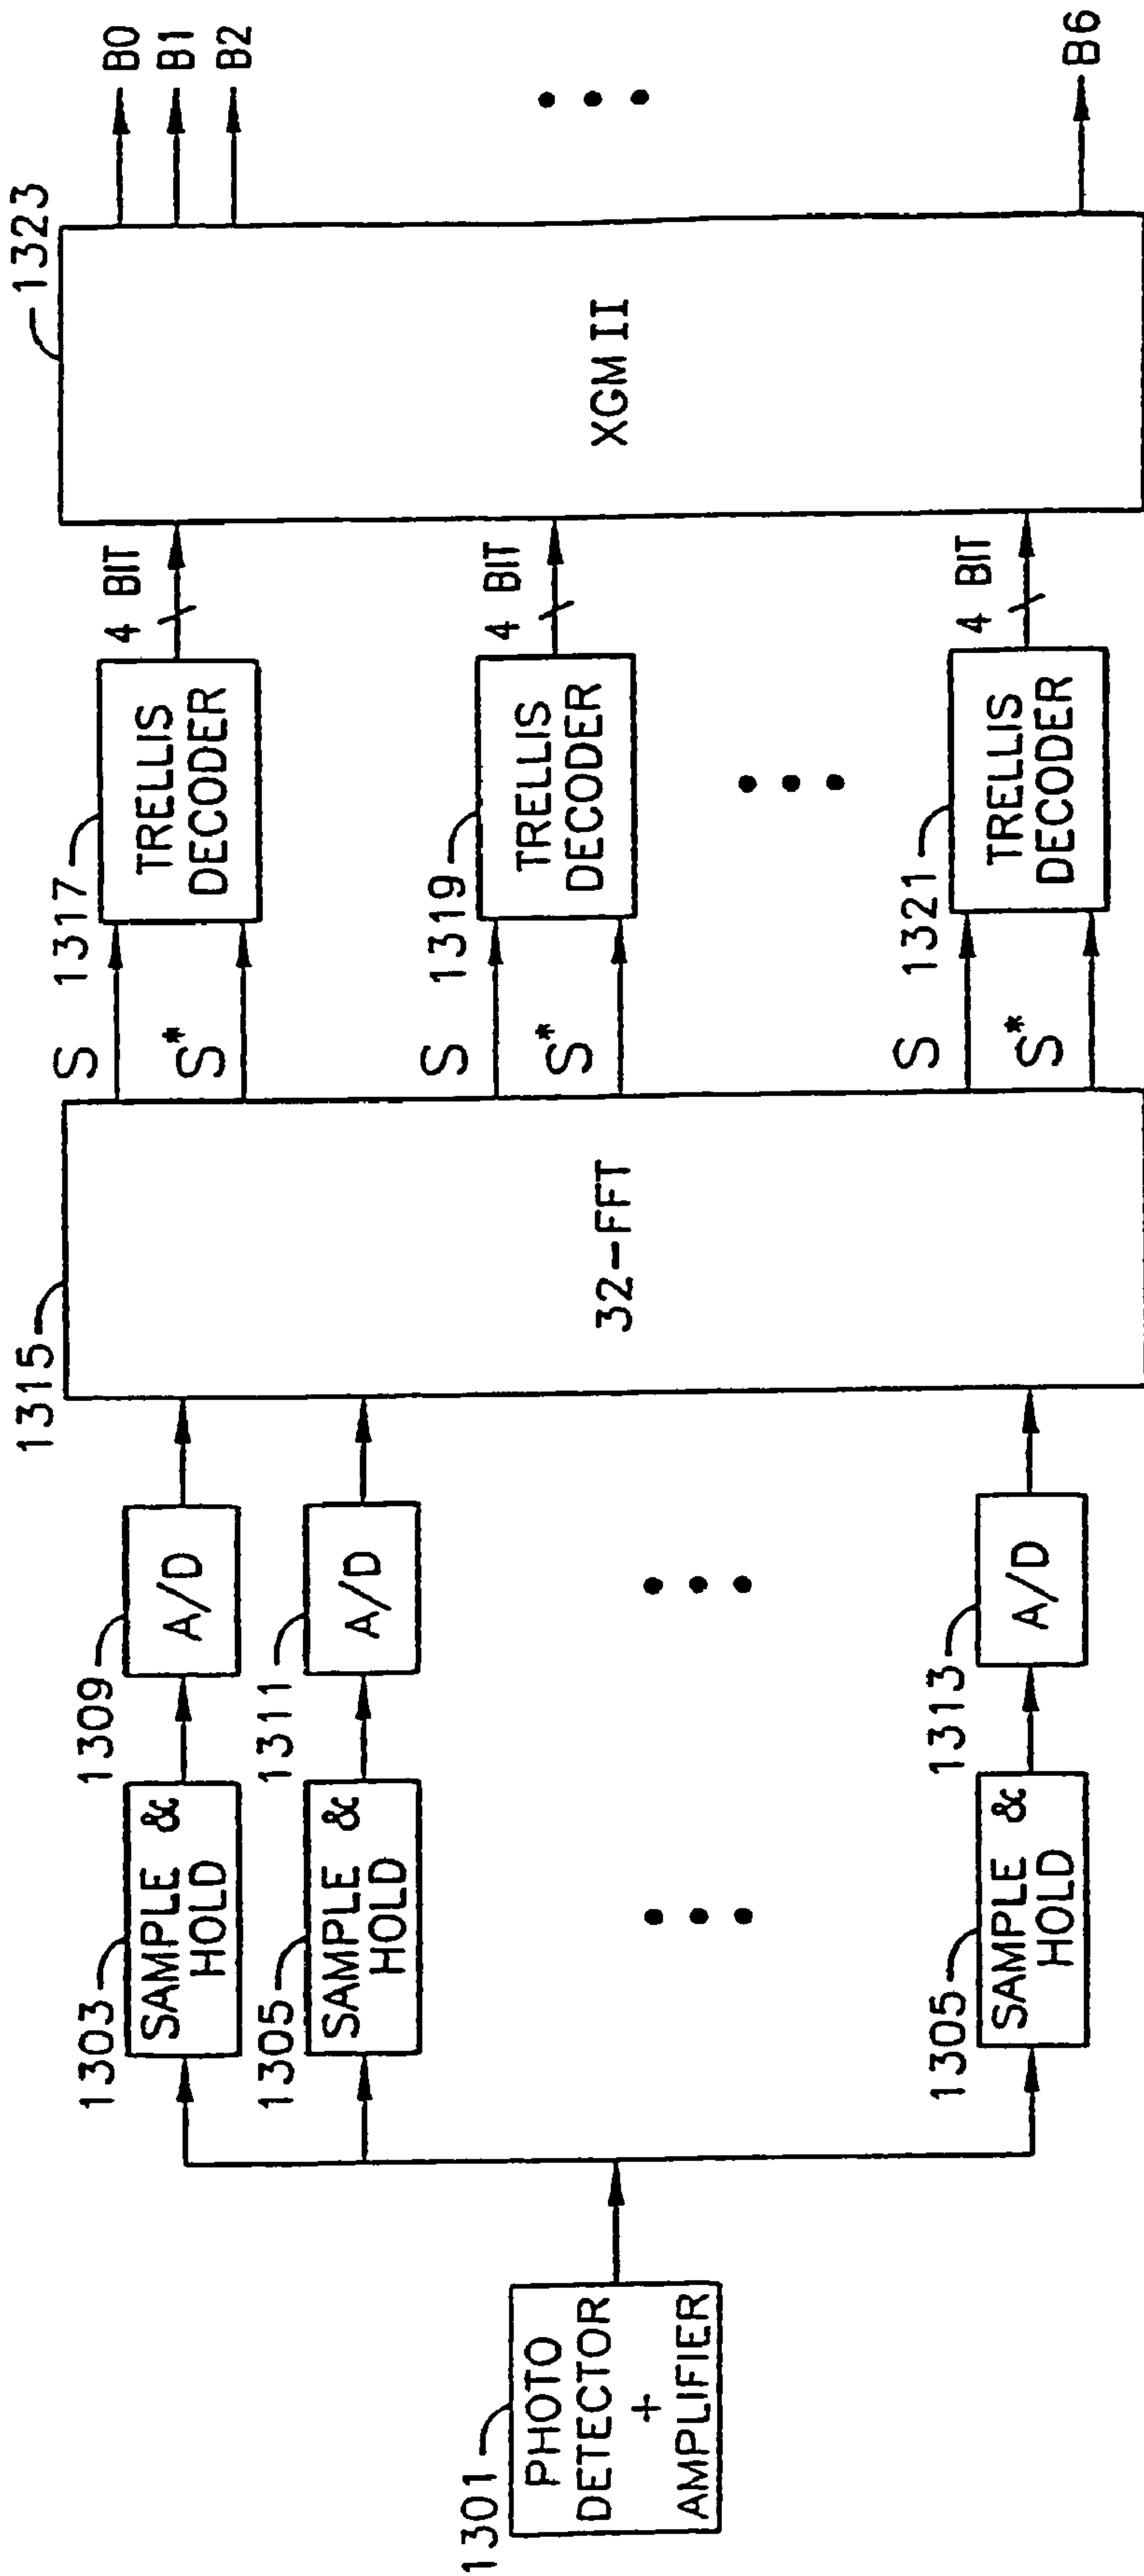 1301
PHOTO
DETECTOR
+
AMPLIFIER
1303
SAMPLE &
HOLD
1305
SAMPLE &
HOLD
1305
SAMPLE &
HOLD
1309
A/D
1311
A/D
1313
A/D
1315
32-FFT
S
S*
S
S*
S
S*
1317
TRELLIS
DECODER
1319
TRELLIS
DECODER
1321
TRELLIS
DECODER
4 BIT
4 BIT
4 BIT
1323
XGM II
B0
B1
B2
B6